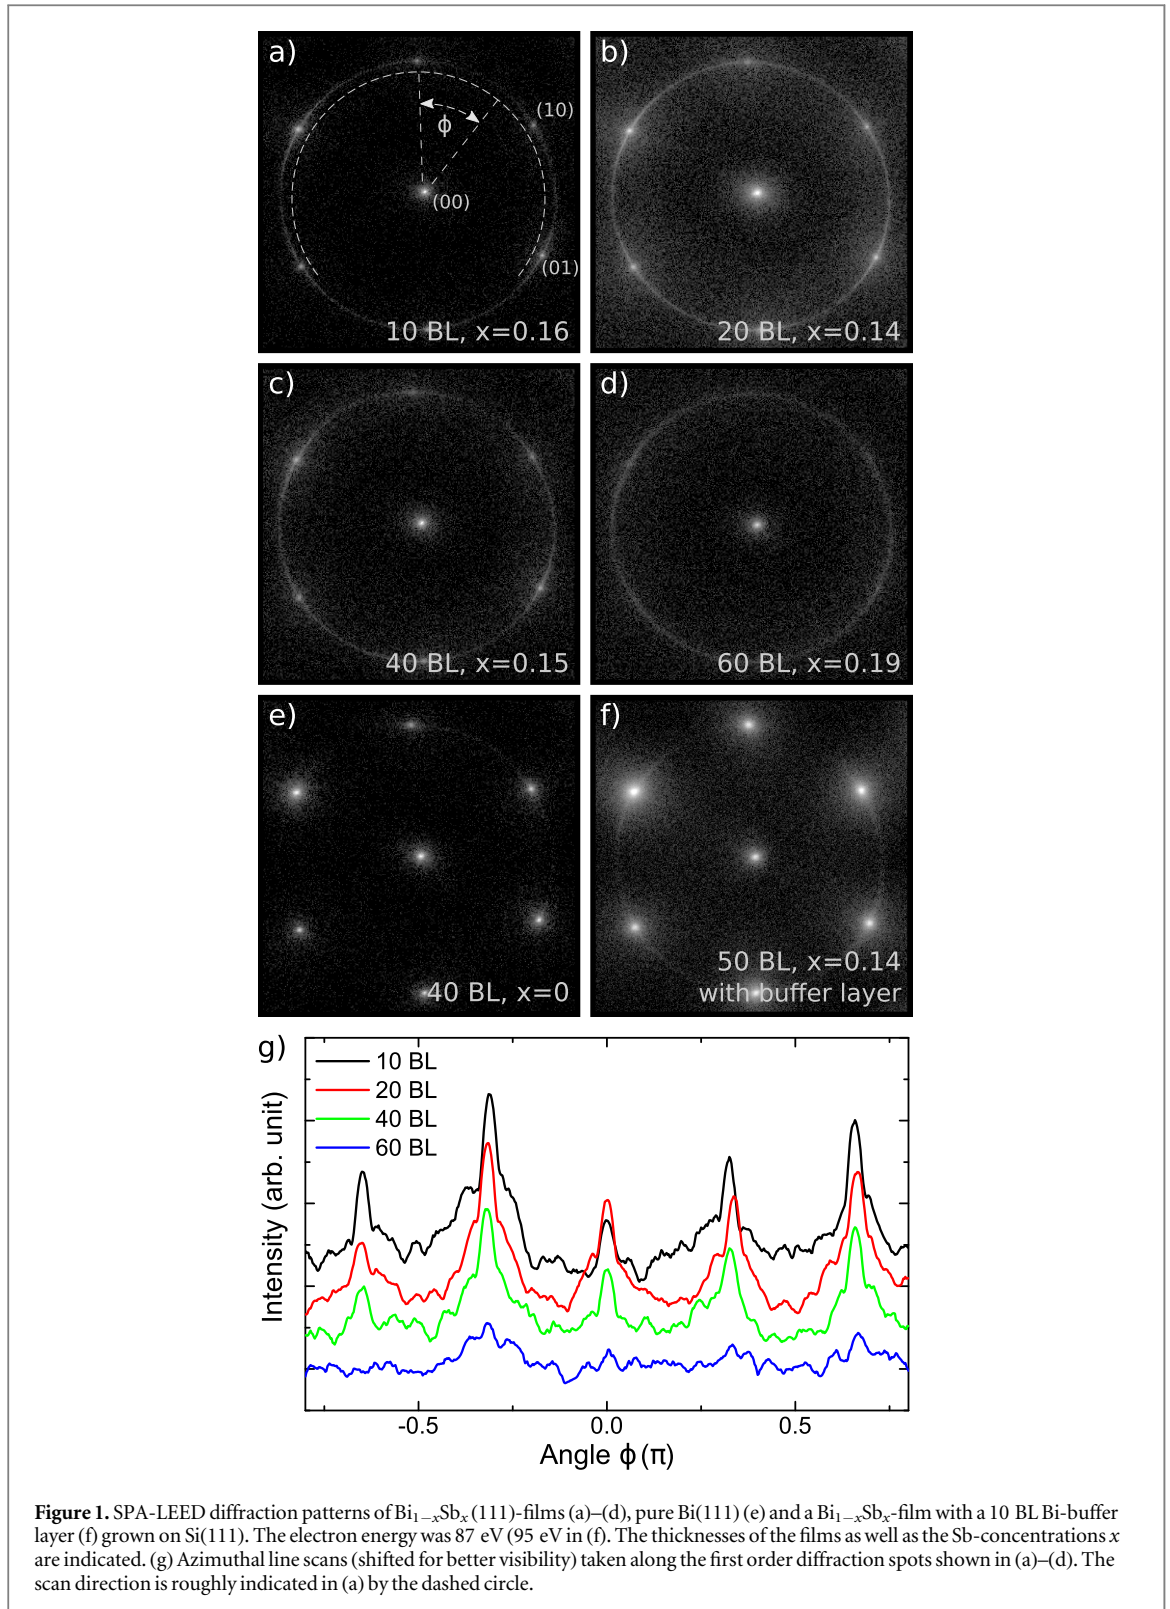 a)
b)
ϕ
(10)
(00)
(01)
10 BL, x=0.16
20 BL, x=0.14
c)
d)
40 BL, x=0.15
60 BL, x=0.19
e)
f)
40 BL, x=0
50 BL, x=0.14
with buffer layer
g)
10 BL
20 BL
40 BL
60 BL
Intensity (arb. unit)
-0.5
0.0
0.5
Angle ϕ (π)
Figure 1. SPA-LEED diffraction patterns of Bi₁₋ₓSbₓ (111)-films (a)–(d), pure Bi(111) (e) and a Bi₁₋ₓSbₓ-film with a 10 BL Bi-buffer
layer (f) grown on Si(111). The electron energy was 87 eV (95 eV in (f). The thicknesses of the films as well as the Sb-concentrations x
are indicated. (g) Azimuthal line scans (shifted for better visibility) taken along the first order diffraction spots shown in (a)–(d). The
scan direction is roughly indicated in (a) by the dashed circle.